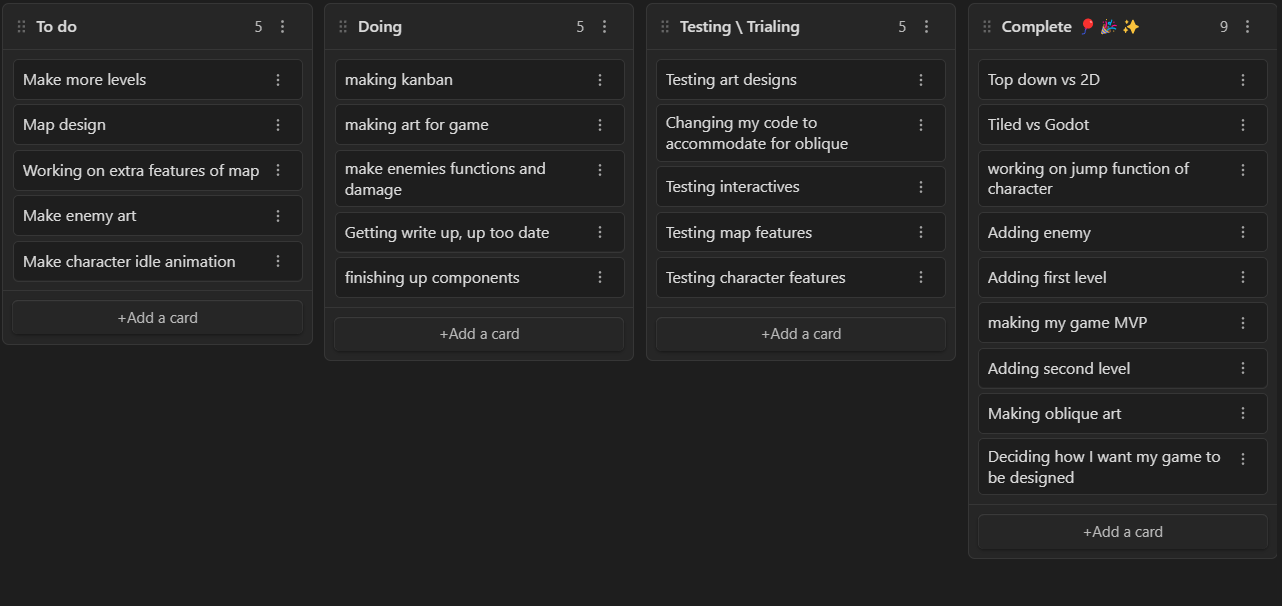 To do 5
Make more levels
Map design
Working on extra features of map
Make enemy art
Make character idle animation
+Add a card
Doing 5
making kanban
making art for game
make enemies functions and
damage
Getting write up, up too date
finishing up components
+Add a card
Testing \ Trialing 5
Testing art designs
Changing my code to
accommodate for oblique
Testing interactives
Testing map features
Testing character features
+Add a card
Complete 🎈 🎉 ✨ 9
Top down vs 2D
Tiled vs Godot
working on jump function of
character
Adding enemy
Adding first level
making my game MVP
Adding second level
Making oblique art
Deciding how I want my game to
be designed
+Add a card